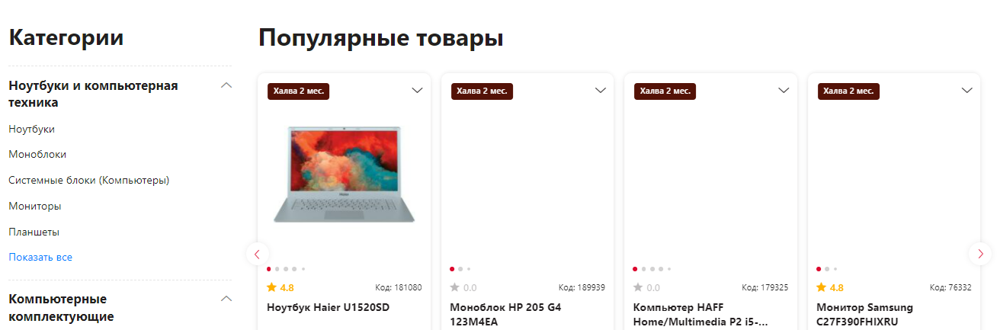 Категории
Ноутбуки и компьютерная
техника
Ноутбуки
Моноблоки
Системные блоки (Компьютеры)
Мониторы
Планшеты
Показать все
Компьютерные
комплектующие
Популярные товары
Халва 2 мес.
Haier
4.8
Код: 181080
Ноутбук Haier U1520SD
Халва 2 мес.
0.0
Код: 189939
Моноблок HP 205 G4
123M4EA
Халва 2 мес.
0.0
Код: 179325
Компьютер HAFF
Home/Multimedia P2 i5-...
Халва 2 мес.
4.8
Код: 76332
Монитор Samsung
C27F390FHIXRU